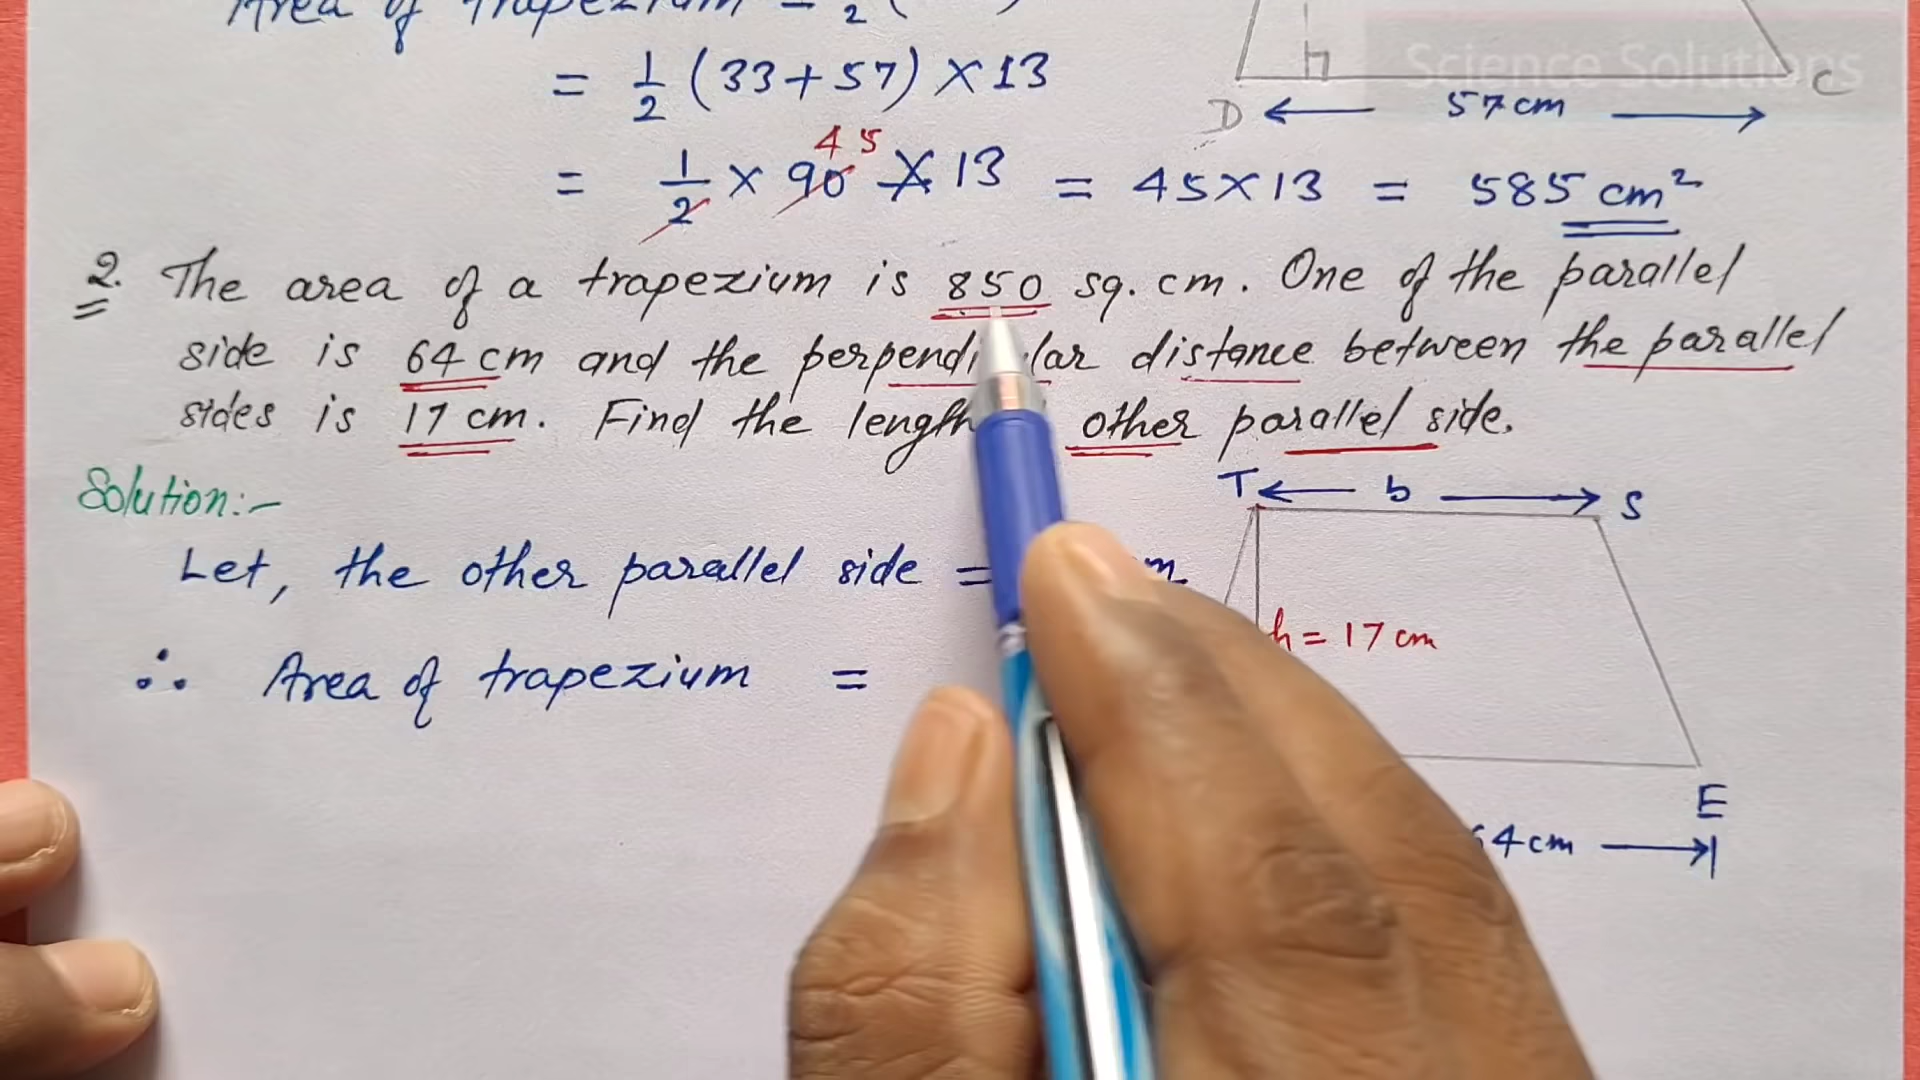 Area of trapezium = 1/2 (
= 1/2 (33+57) × 13
45
= 1/2 × 90 × 13 = 45×13 = 585 cm²
Science Solutions
C
D 57cm
2. The area of a trapezium is 850 sq. cm. One of the parallel
side is 64 cm and the distance between the parallel
sides is 17 cm. Find the length other parallel side.
Solution:-
T b S
Let, the other parallel side =
h = 17 cm
∴ Area of trapezium =
E
64cm